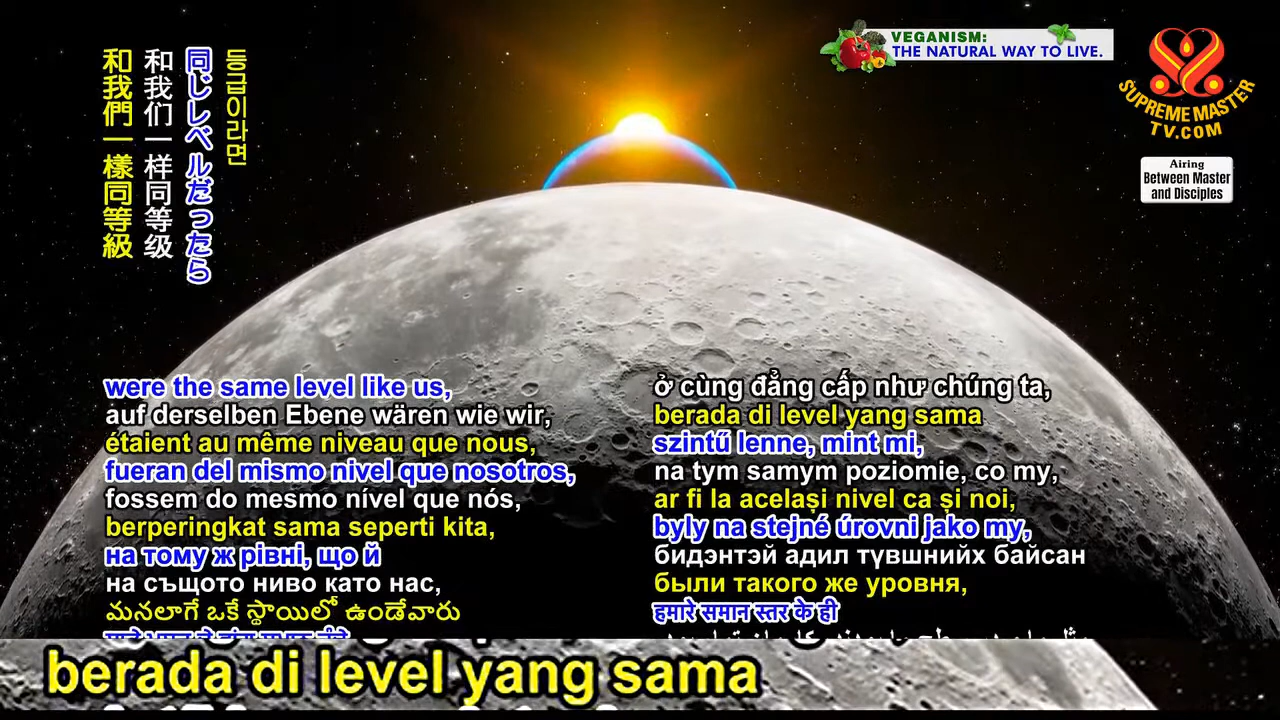 등급이라면
同じレベルだったら
和我们一样同等级
和我們一樣同等級
VEGANISM:
THE NATURAL WAY TO LIVE.
SUPREME MASTER
TV.COM
Airing
Between Master
and Disciples
were the same level like us,
auf derselben Ebene wären wie wir,
étaient au même niveau que nous,
fueran del mismo nivel que nosotros,
fossem do mesmo nível que nós,
berperingkat sama seperti kita,
на тому ж рівні, що й
на същото ниво като нас,
మనలాగే ఒకే స్థాయిలో ఉండేవారు
ở cùng đẳng cấp như chúng ta,
berada di level yang sama
szintű lenne, mint mi,
na tym samym poziomie, co my,
ar fi la același nivel ca și noi,
byly na stejné úrovni jako my,
бидэнтэй адил түвшнийх байсан
были такого же уровня,
हमारे समान स्तर के ही
berada di level yang sama